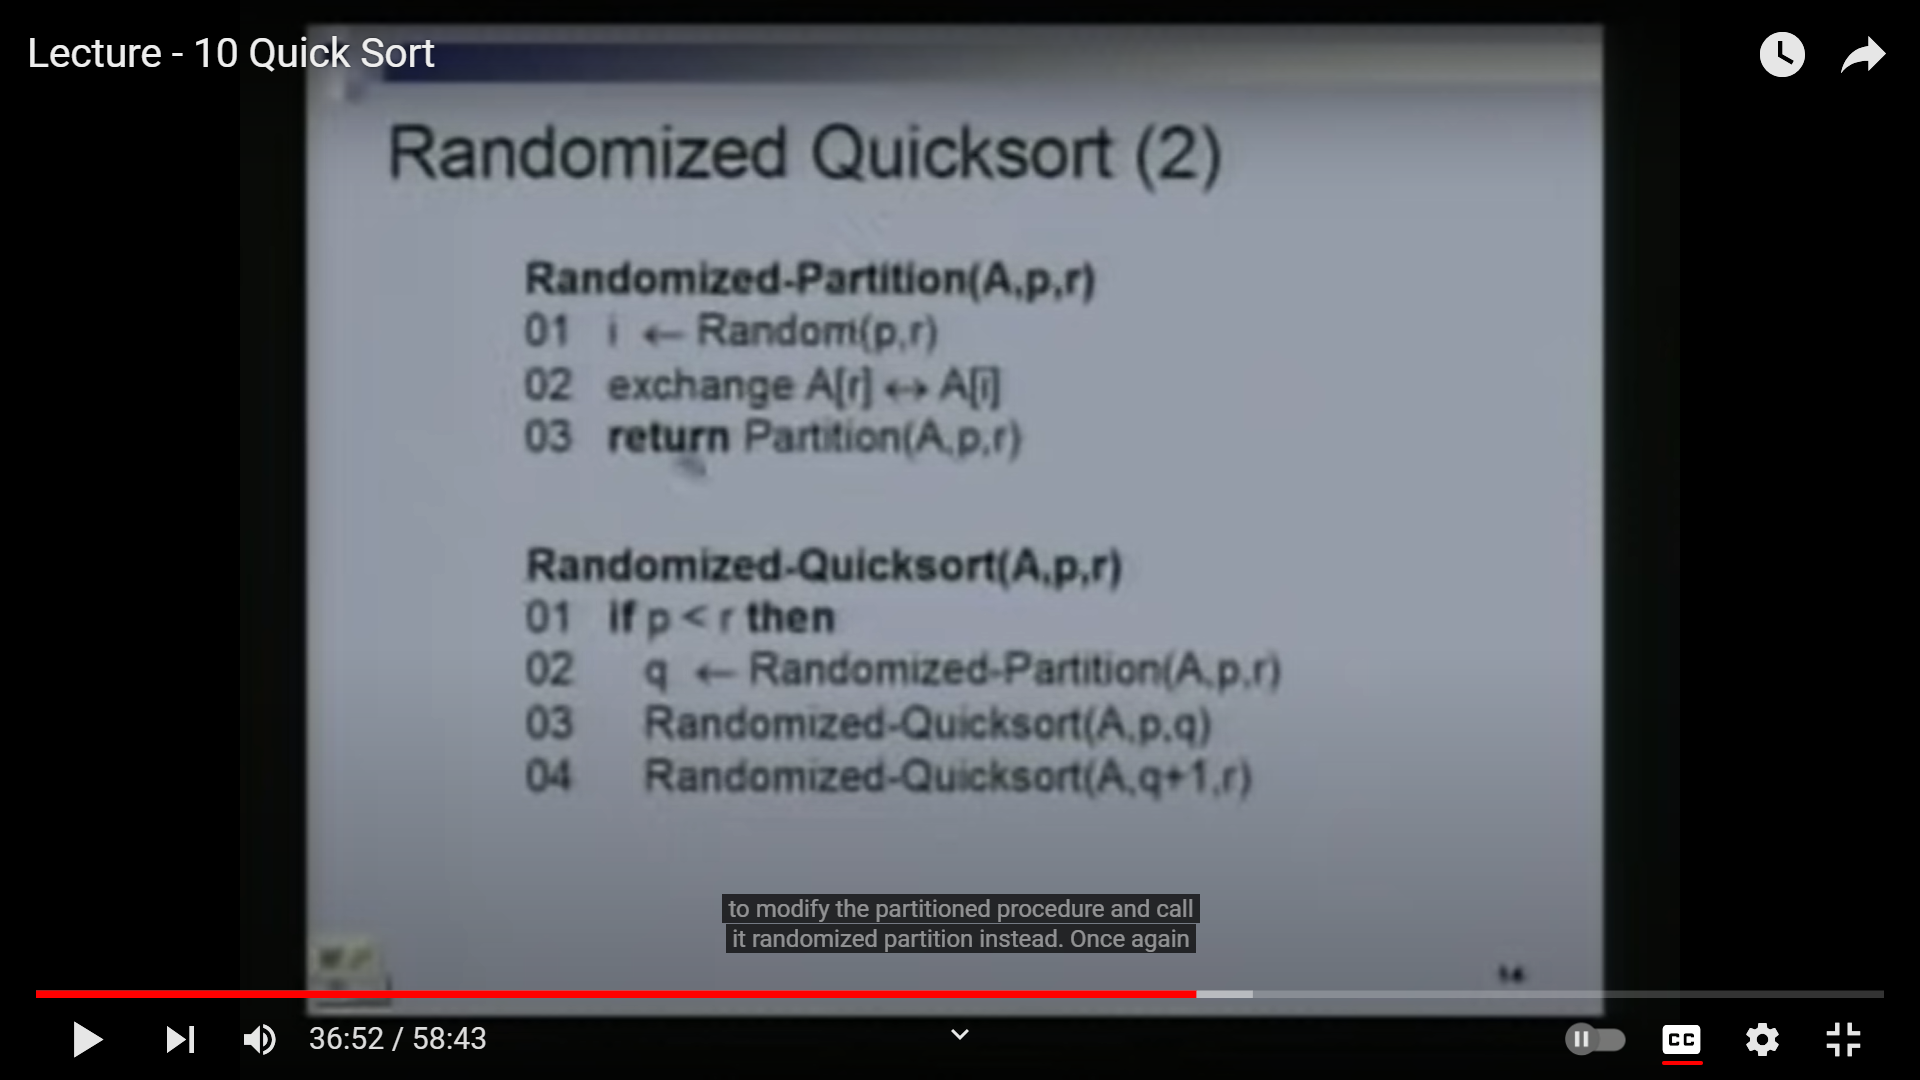 Lecture - 10 Quick Sort
Randomized Quicksort (2)
Randomized-Partition(A,p,r)
01 i ← Random(p,r)
02 exchange A[r] ↔ A[i]
03 return Partition(A,p,r)
Randomized-Quicksort(A,p,r)
01 if p < r then
02 q ← Randomized-Partition(A,p,r)
03 Randomized-Quicksort(A,p,q)
04 Randomized-Quicksort(A,q+1,r)
to modify the partitioned procedure and call
it randomized partition instead. Once again
14
36:52 / 58:43
CC